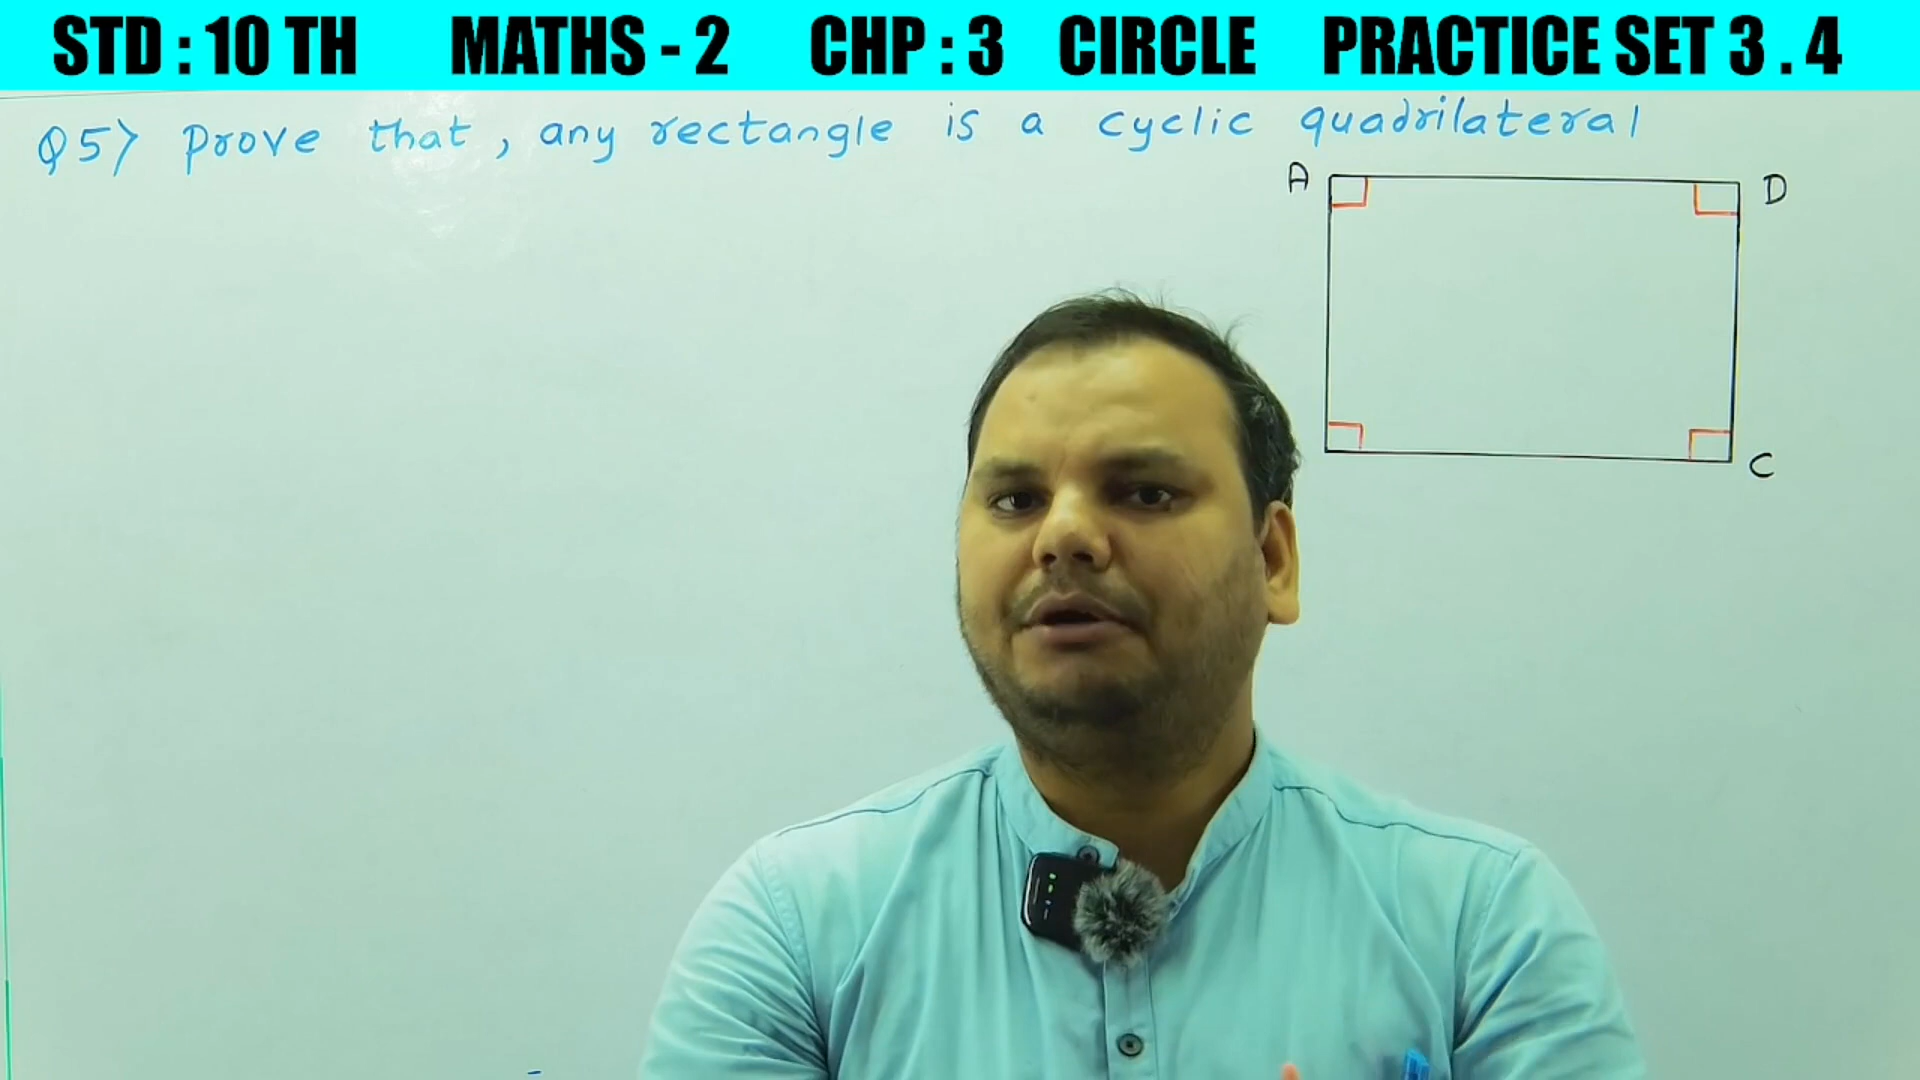 STD : 10 TH MATHS - 2 CHP : 3 CIRCLE PRACTICE SET 3 . 4
Q5> Prove that, any rectangle is a cyclic quadrilateral
A D
C